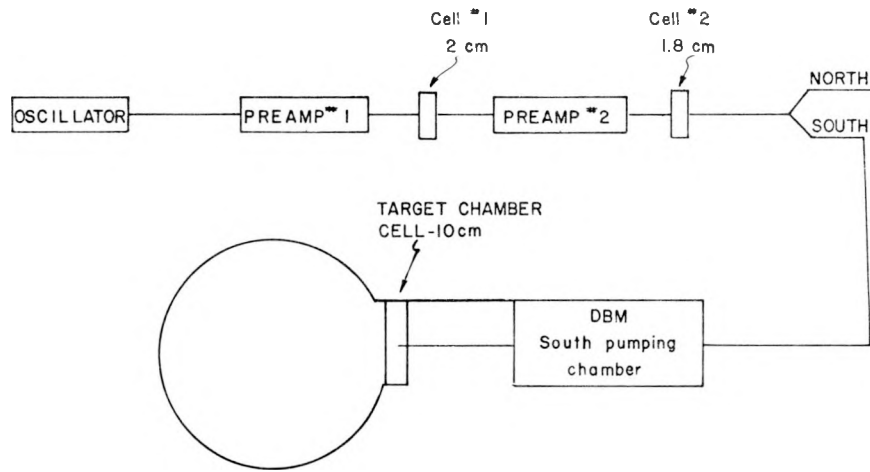 Cell #1
2 cm
Cell #2
1.8 cm
NORTH
OSCILLATOR
PREAMP #1
PREAMP #2
SOUTH
TARGET CHAMBER
CELL-10cm
DBM
South pumping
chamber